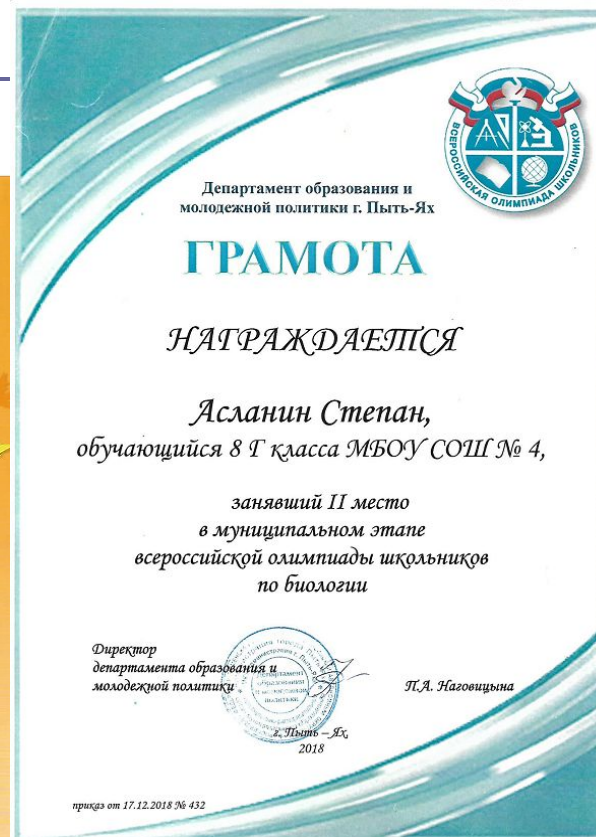 ВСЕРОССИЙСКАЯ ОЛИМПИАДА ШКОЛЬНИКОВ
Департамент образования и
молодежной политики г. Пыть-Ях
ГРАМОТА
НАГРАЖДАЕТСЯ
Асланин Степан,
обучающийся 8 Г класса МБОУ СОШ № 4,
занявший II место
в муниципальном этапе
всероссийской олимпиады школьников
по биологии
Директор
департамента образования и
молодежной политики
П.А. Наговицына
г. Пыть – Ях,
2018
приказ от 17.12.2018 № 432